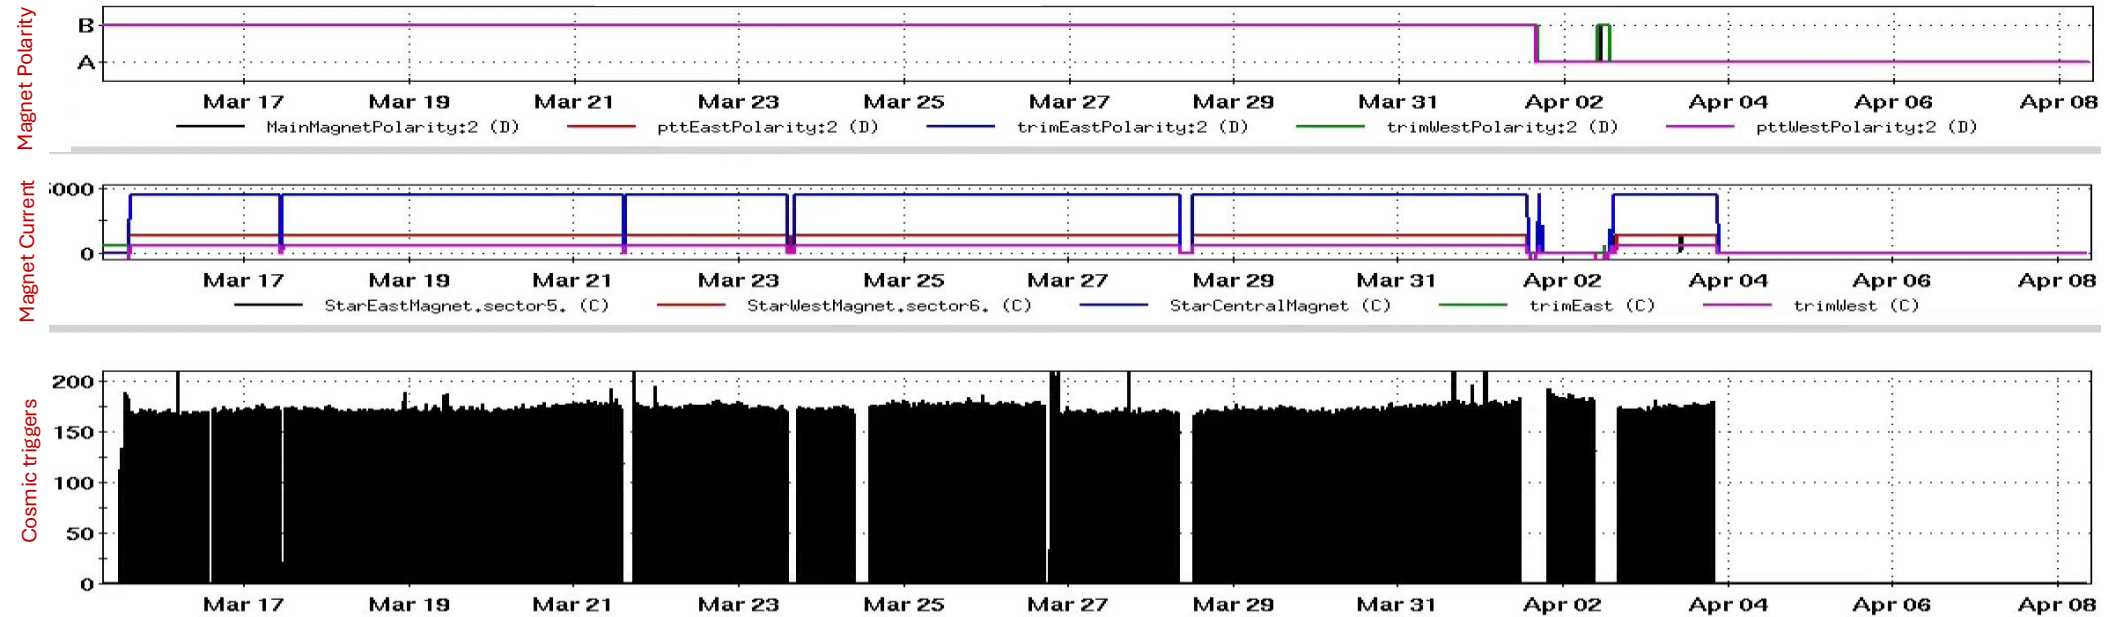 Magnet Polarity
B
A
Mar 17 Mar 19 Mar 21 Mar 23 Mar 25 Mar 27 Mar 29 Mar 31 Apr 02 Apr 04 Apr 06 Apr 08
MainMagnetPolarity:2 (D) pttEastPolarity:2 (D) trimEastPolarity:2 (D) trimWestPolarity:2 (D) pttWestPolarity:2 (D)
Magnet Current
000
0
Mar 17 Mar 19 Mar 21 Mar 23 Mar 25 Mar 27 Mar 29 Mar 31 Apr 02 Apr 04 Apr 06 Apr 08
StarEastMagnet.sector5. (C) StarWestMagnet.sector6. (C) StarCentralMagnet (C) trimEast (C) trimWest (C)
Cosmic triggers
200
150
100
50
0
Mar 17 Mar 19 Mar 21 Mar 23 Mar 25 Mar 27 Mar 29 Mar 31 Apr 02 Apr 04 Apr 06 Apr 08